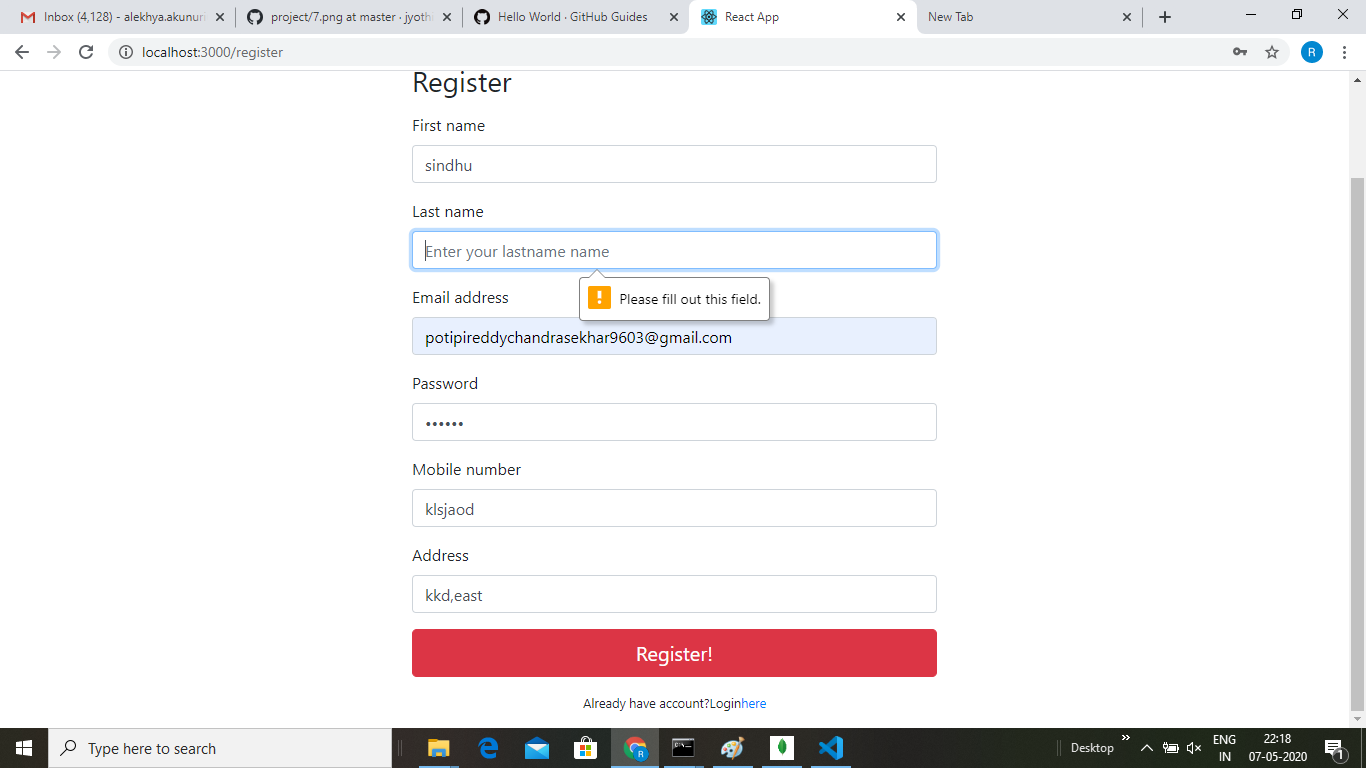 Inbox (4,128) - alekhya.akunuri
project/7.png at master · jyothi
Hello World · GitHub Guides
React App
New Tab
localhost:3000/register
R
Register
First name
sindhu
Last name
Enter your lastname name
Please fill out this field.
Email address
potipireddychandrasekhar9603@gmail.com
Password
••••••
Mobile number
klsjaod
Address
kkd,east
Register!
Already have account?Loginhere
Type here to search
Desktop
ENG
IN
22:18
07-05-2020
1